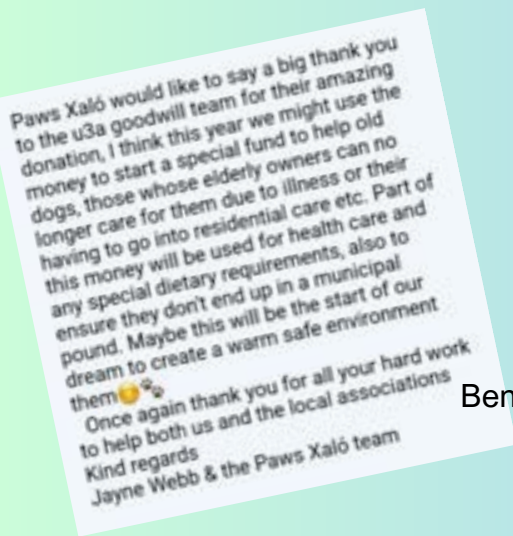 Paws Xaló would like to say a big thank you
to the u3a goodwill team for their amazing
donation, I think this year we might use the
money to start a special fund to help old
dogs, those whose elderly owners can no
longer care for them due to illness or their
having to go into residential care etc. Part of
this money will be used for health care and
any special dietary requirements, also to
ensure they don't end up in a municipal
pound. Maybe this will be the start of our
dream to create a warm safe environment
them😊🐾
Once again thank you for all your hard work
to help both us and the local associations
Kind regards
Jayne Webb & the Paws Xaló team
Ben